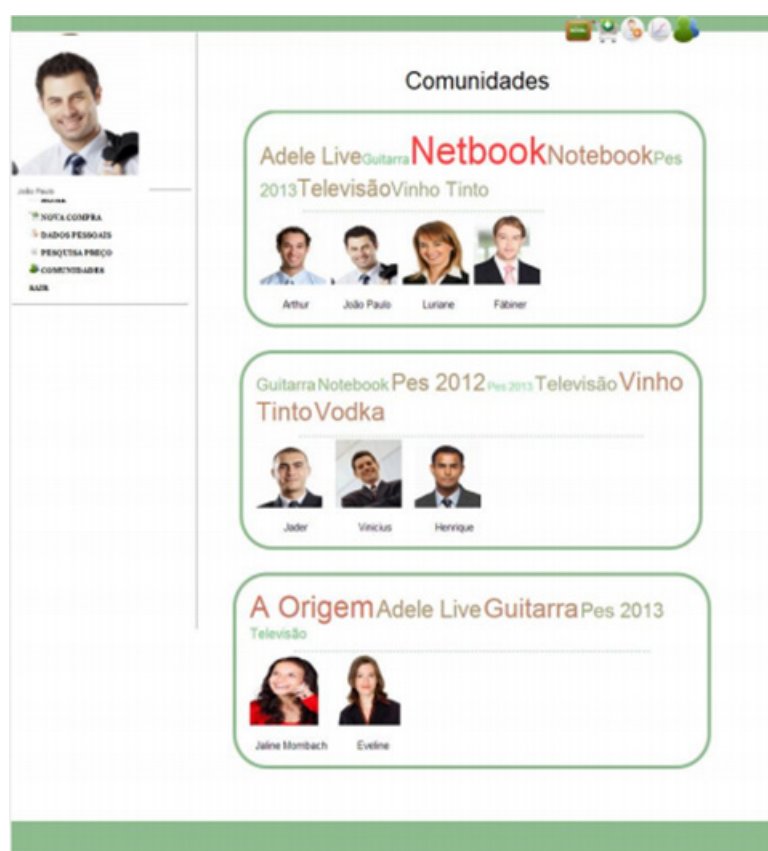 Comunidades
João Paulo
HOME
NOVA COMPRA
DADOS PESSOAIS
PESQUISA PREÇO
COMUNIDADES
SAIR
Adele Live Guitarra Netbook Notebook Pes
2013 Televisão Vinho Tinto
Arthur João Paulo Luriane Fábiner
Guitarra Notebook Pes 2012 Pes 2013 Televisão Vinho
Tinto Vodka
Jader Vinicius Henrique
A Origem Adele Live Guitarra Pes 2013
Televisão
Jaline Mombach Eveline